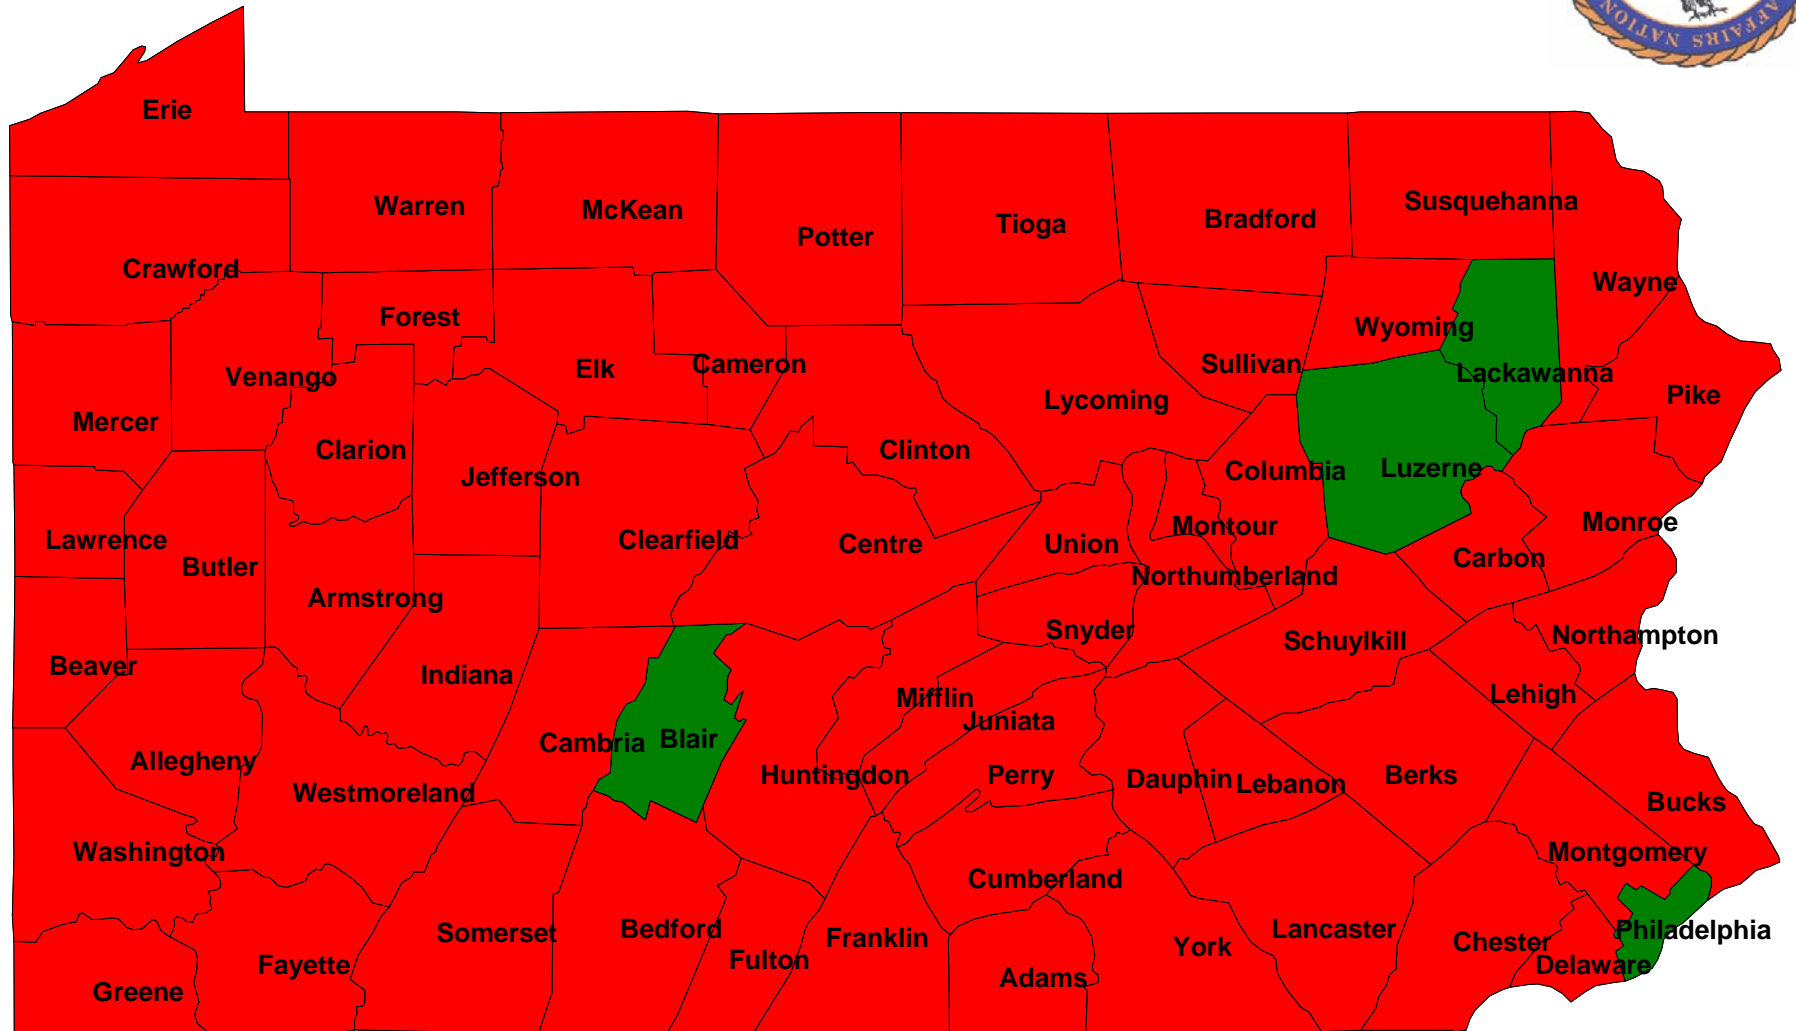 AFFAIRS NATION
Erie
Warren
McKean
Potter
Tioga
Bradford
Susquehanna
Crawford
Forest
Wayne
Wyoming
Venango
Elk
Cameron
Sullivan
Lackawanna
Mercer
Lycoming
Pike
Clarion
Jefferson
Clinton
Columbia
Luzerne
Lawrence
Butler
Clearfield
Centre
Union
Montour
Monroe
Carbon
Armstrong
Northumberland
Beaver
Indiana
Snyder
Schuylkill
Northampton
Mifflin
Lehigh
Juniata
Allegheny
Cambria
Blair
Westmoreland
Huntingdon
Perry
Dauphin
Lebanon
Berks
Bucks
Washington
Cumberland
Montgomery
Somerset
Bedford
Franklin
York
Lancaster
Chester
Philadelphia
Fayette
Fulton
Adams
Delaware
Greene